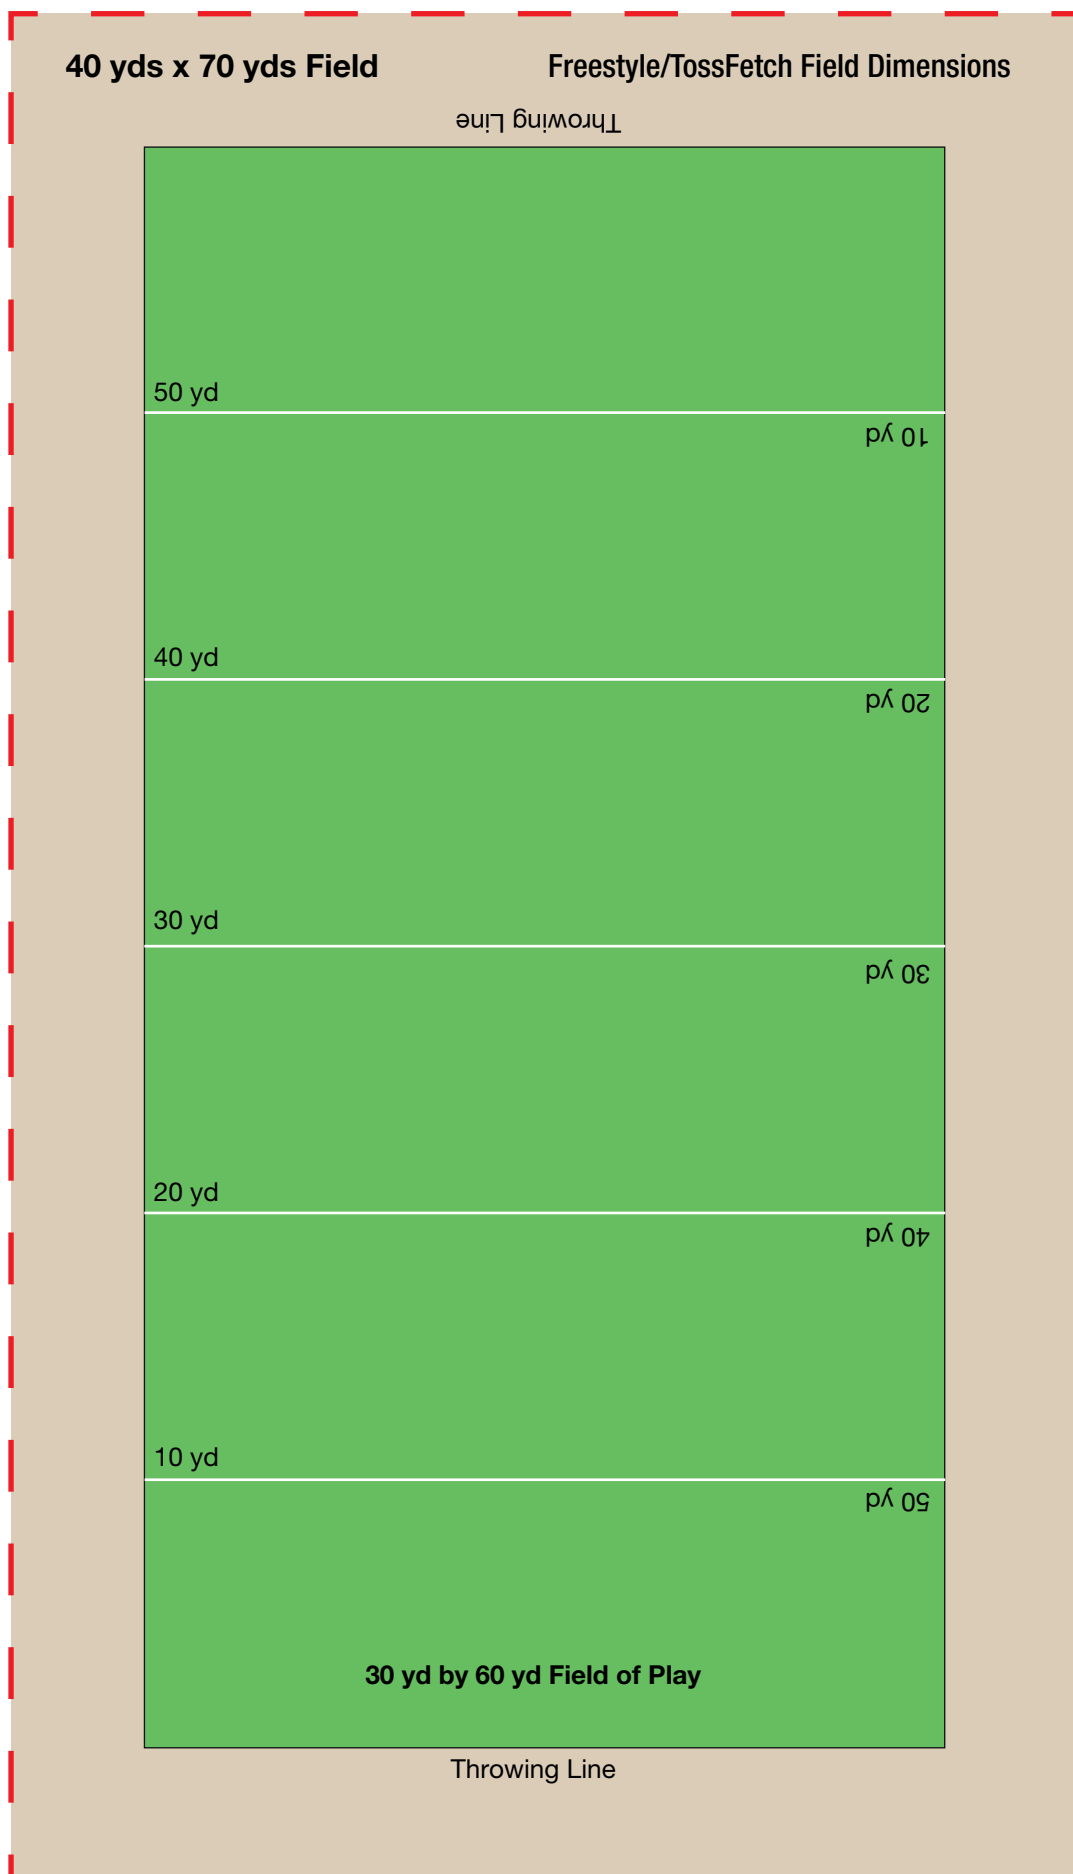 40 yds x 70 yds Field
Freestyle/TossFetch Field Dimensions
Throwing Line
50 yd
10 yd
40 yd
20 yd
30 yd
30 yd
20 yd
40 yd
10 yd
50 yd
30 yd by 60 yd Field of Play
Throwing Line